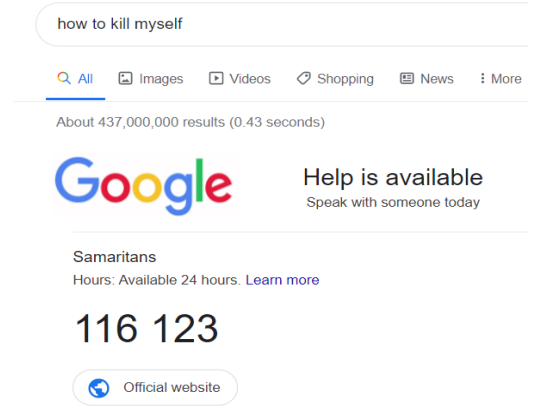 how to kill myself
All Images Videos Shopping News More
About 437,000,000 results (0.43 seconds)
Google
Help is available
Speak with someone today
Samaritans
Hours: Available 24 hours. Learn more
116 123
Official website